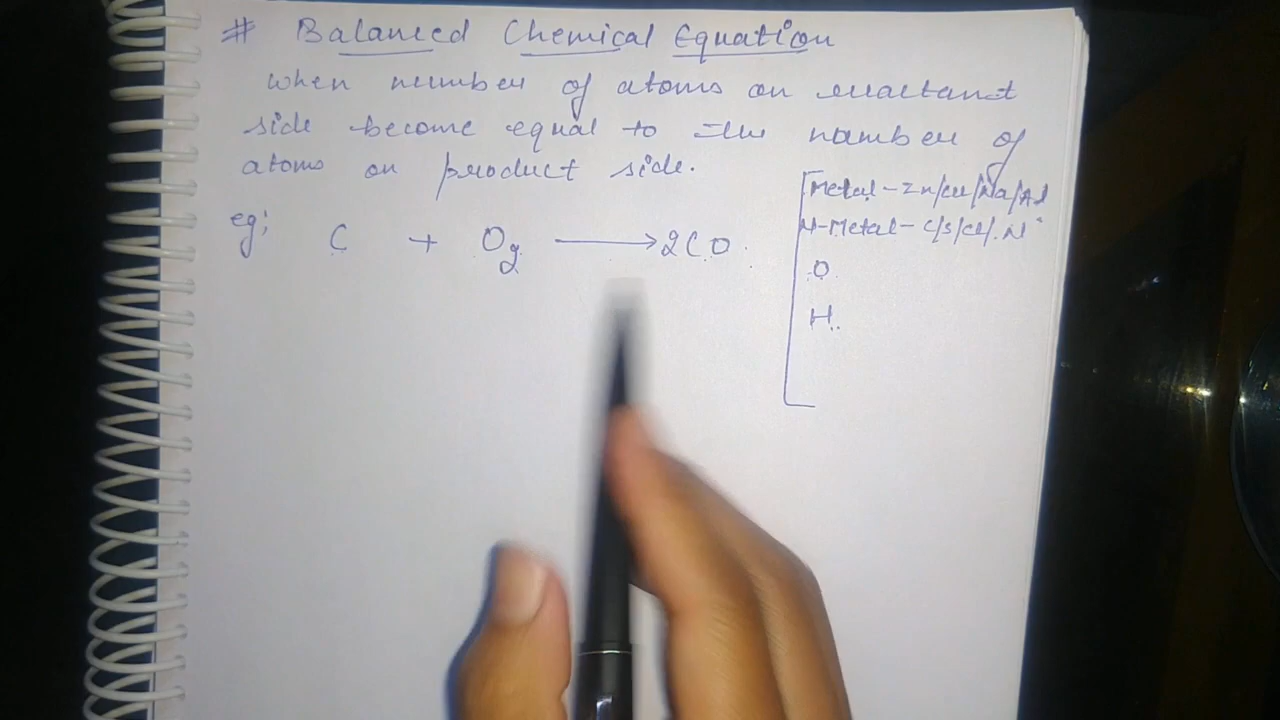 # Balanced Chemical Equation
when number of atoms on reactant
side become equal to the number of
atoms on product side.
eg; C + O2 → 2CO
Metal - Zn/Cu/Na/Al
N-Metal - C/S/Cl/N
O
H